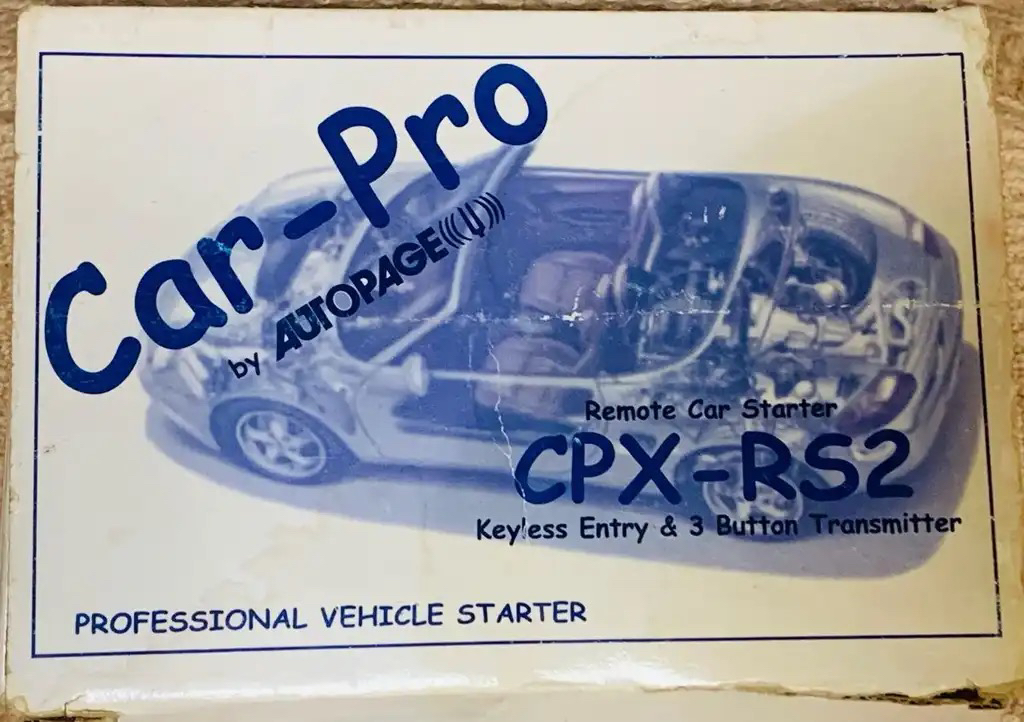 Car-Pro
by AUTOPAGE
Remote Car Starter
CPX-RS2
Keyless Entry & 3 Button Transmitter
PROFESSIONAL VEHICLE STARTER